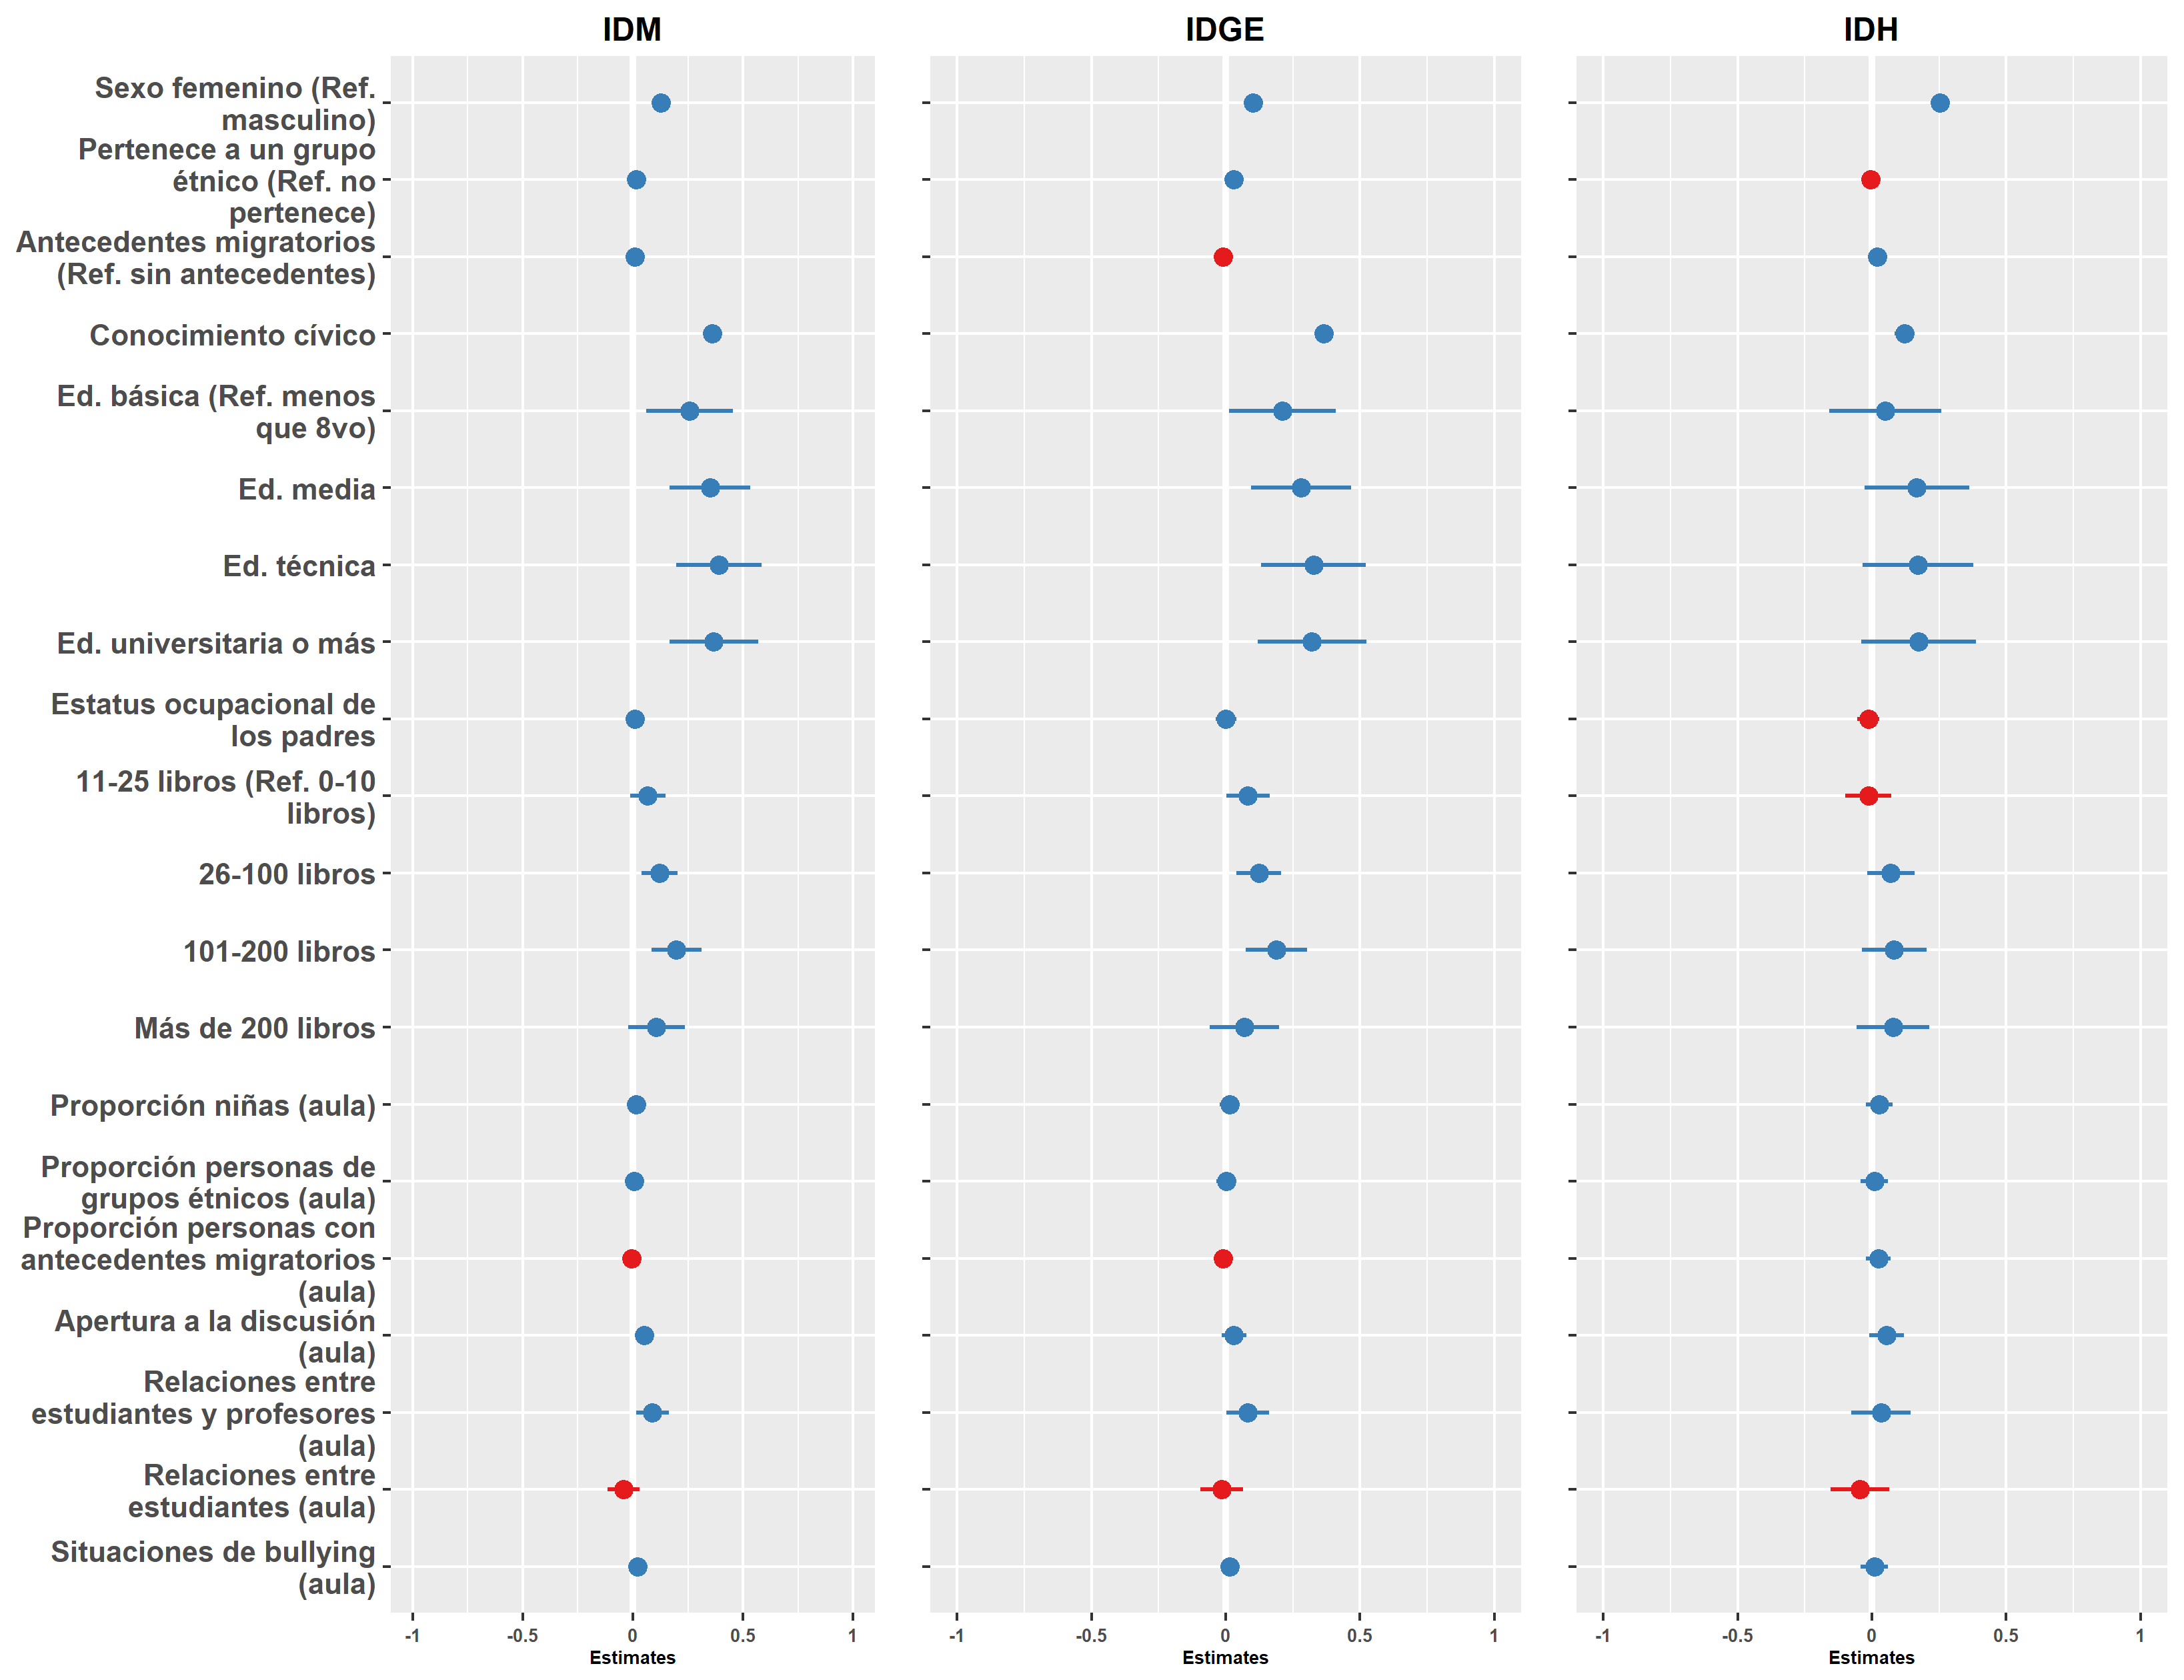 IDM
IDGE
IDH
Sexo femenino (Ref.
masculino)
Pertenece a un grupo
étnico (Ref. no
pertenece)
Antecedentes migratorios
(Ref. sin antecedentes)
Conocimiento cívico
Ed. básica (Ref. menos
que 8vo)
Ed. media
Ed. técnica
Ed. universitaria o más
Estatus ocupacional de
los padres
11-25 libros (Ref. 0-10
libros)
26-100 libros
101-200 libros
Más de 200 libros
Proporción niñas (aula)
Proporción personas de
grupos étnicos (aula)
Proporción personas con
antecedentes migratorios
(aula)
Apertura a la discusión
(aula)
Relaciones entre
estudiantes y profesores
(aula)
Relaciones entre
estudiantes (aula)
Situaciones de bullying
(aula)
-1 -0.5 0 0.5 1
Estimates
-1 -0.5 0 0.5 1
Estimates
-1 -0.5 0 0.5 1
Estimates